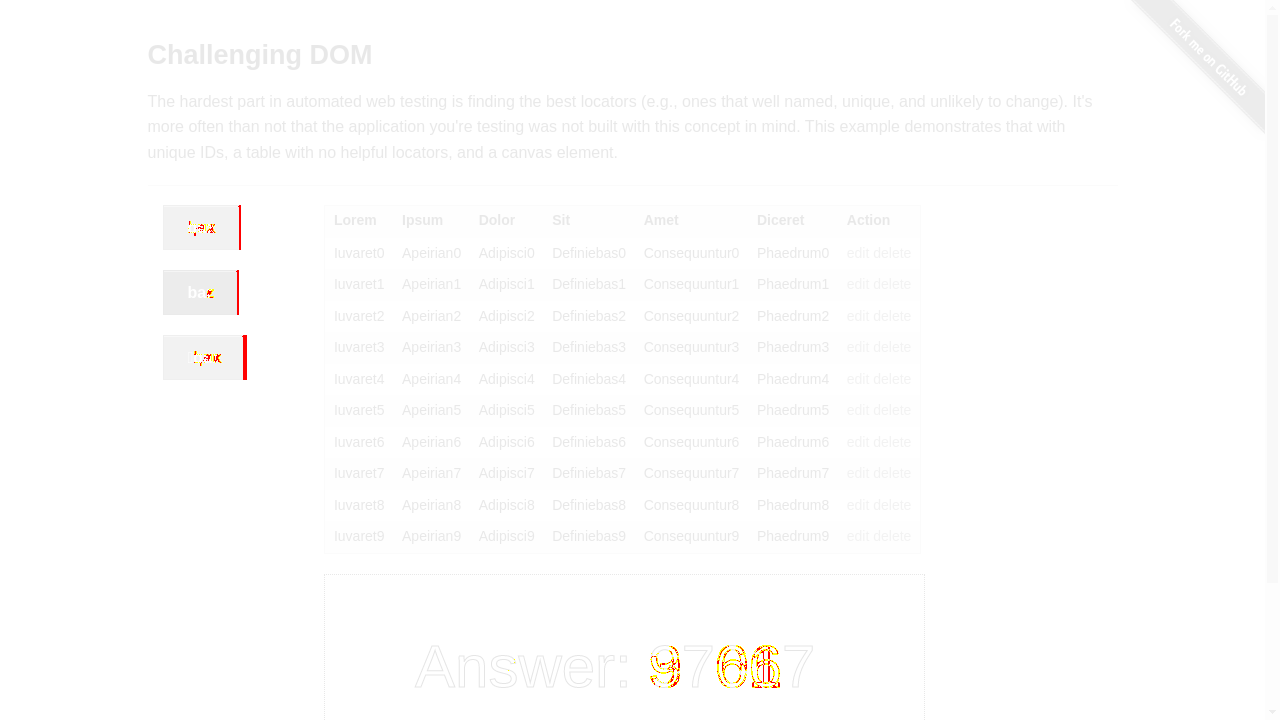 Fork me on GitHub
Challenging DOM
The hardest part in automated web testing is finding the best locators (e.g., ones that well named, unique, and unlikely to change). It's
more often than not that the application you're testing was not built with this concept in mind. This example demonstrates that with
unique IDs, a table with no helpful locators, and a canvas element.
Lorem Ipsum Dolor Sit Amet Diceret Action
Iuvaret0 Apeirian0 Adipisci0 Definiebas0 Consequuntur0 Phaedrum0 edit delete
Iuvaret1 Apeirian1 Adipisci1 Definiebas1 Consequuntur1 Phaedrum1 edit delete
Iuvaret2 Apeirian2 Adipisci2 Definiebas2 Consequuntur2 Phaedrum2 edit delete
Iuvaret3 Apeirian3 Adipisci3 Definiebas3 Consequuntur3 Phaedrum3 edit delete
Iuvaret4 Apeirian4 Adipisci4 Definiebas4 Consequuntur4 Phaedrum4 edit delete
Iuvaret5 Apeirian5 Adipisci5 Definiebas5 Consequuntur5 Phaedrum5 edit delete
Iuvaret6 Apeirian6 Adipisci6 Definiebas6 Consequuntur6 Phaedrum6 edit delete
Iuvaret7 Apeirian7 Adipisci7 Definiebas7 Consequuntur7 Phaedrum7 edit delete
Iuvaret8 Apeirian8 Adipisci8 Definiebas8 Consequuntur8 Phaedrum8 edit delete
Iuvaret9 Apeirian9 Adipisci9 Definiebas9 Consequuntur9 Phaedrum9 edit delete
Answer: